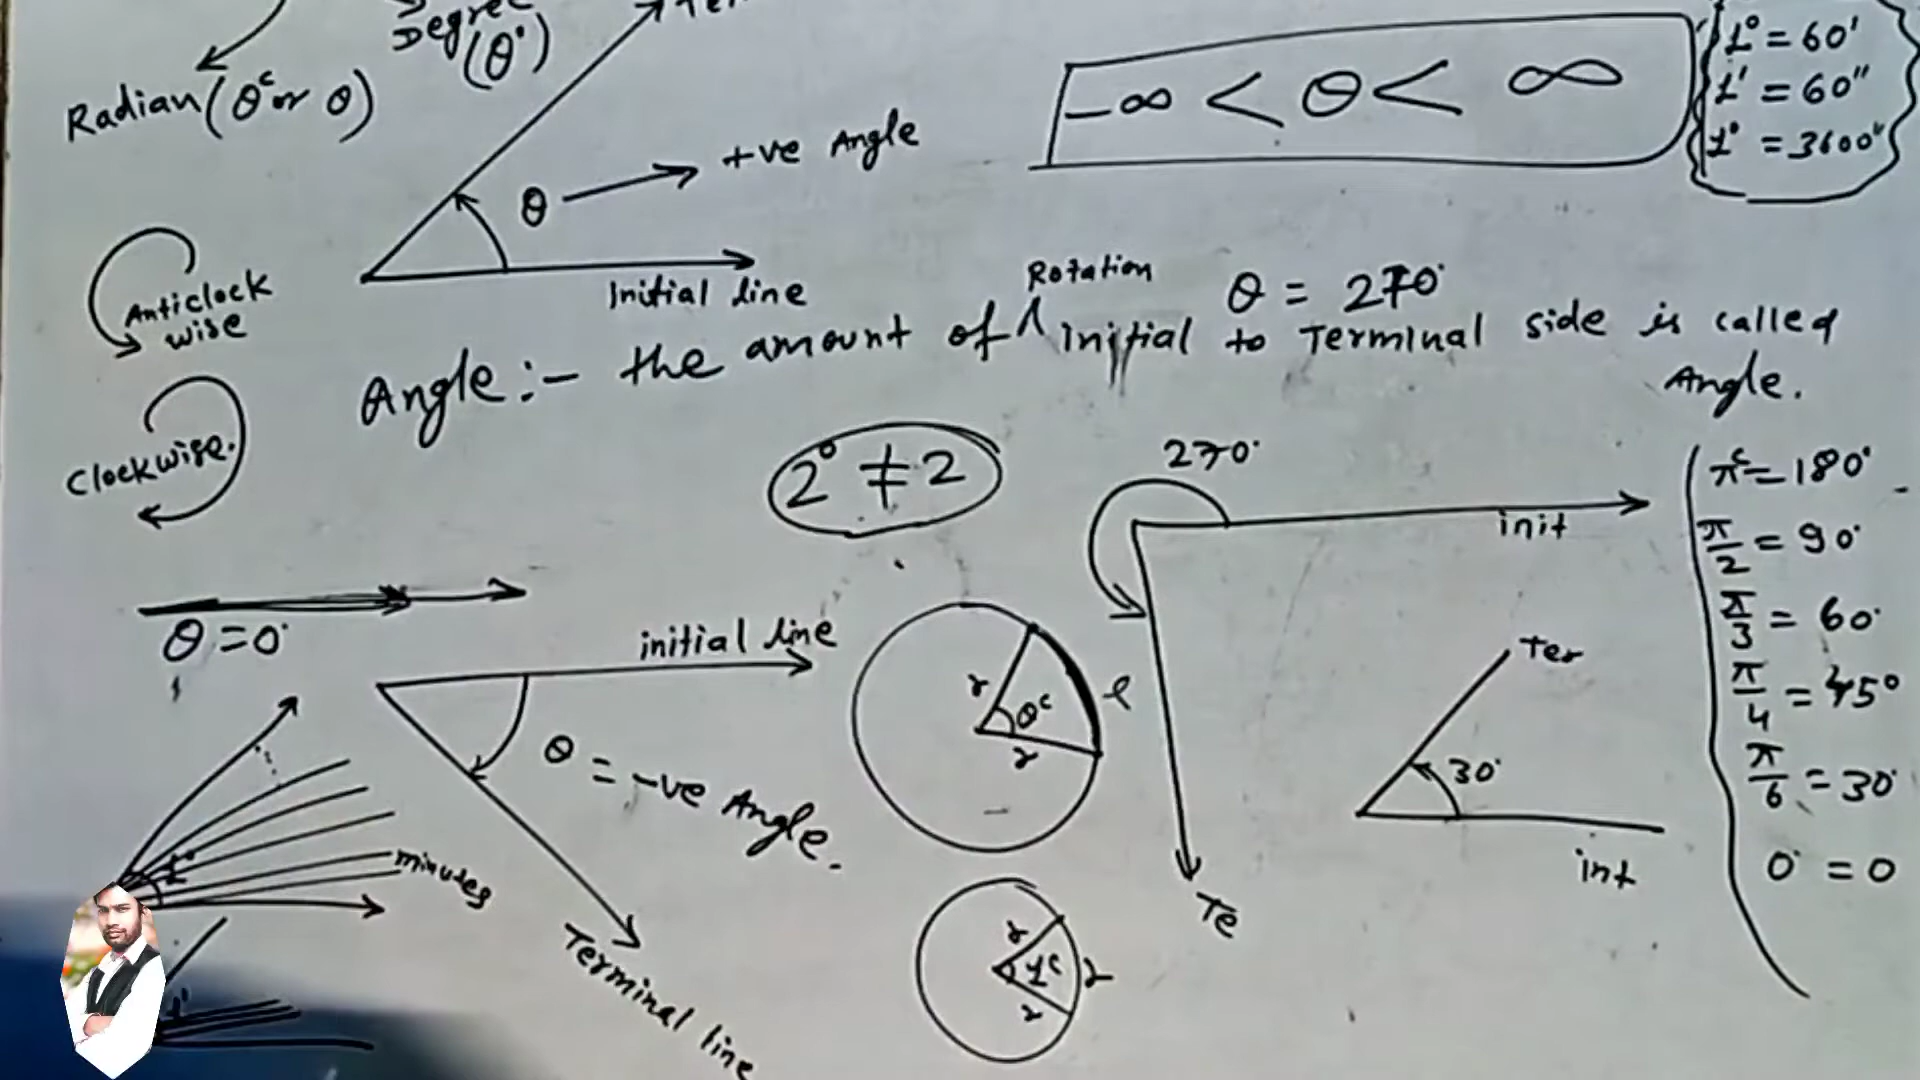 Degree
(θ°)
Radian (θᶜ or θ)
θ → +ve Angle
Initial line
-∞ < θ < ∞
1° = 60'
1' = 60"
1° = 3600"
Anticlock
wise
Clockwise.
θ = 270°
Rotation
Angle :- the amount of ^ initial to Terminal side is called
Angle.
2° ≠ 2
270°
init
Te
θ = 0°
initial line
θ = -ve Angle.
Terminal line
1°
minutes
1'
r
θᶜ
r
l
r
1ᶜ
r
r
Ter
30°
int
πᶜ = 180°
π/2 = 90°
π/3 = 60°
π/4 = 45°
π/6 = 30°
0° = 0